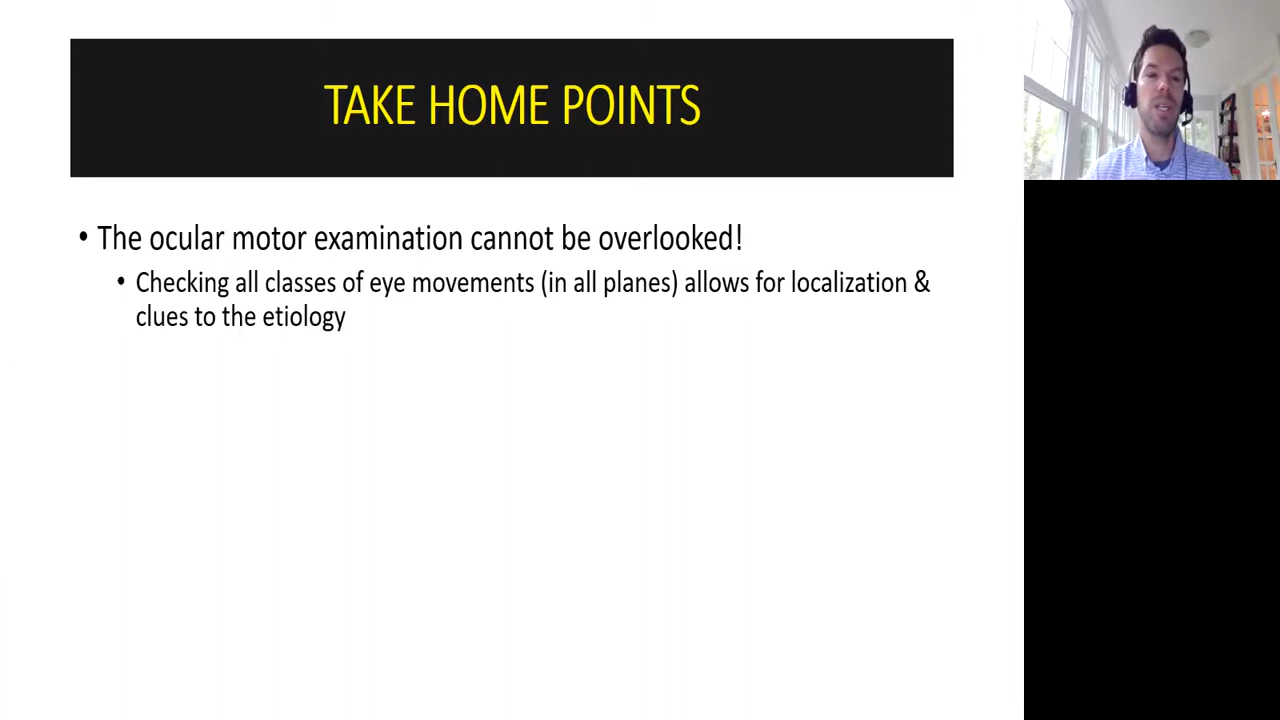 TAKE HOME POINTS
• The ocular motor examination cannot be overlooked!
• Checking all classes of eye movements (in all planes) allows for localization &
clues to the etiology